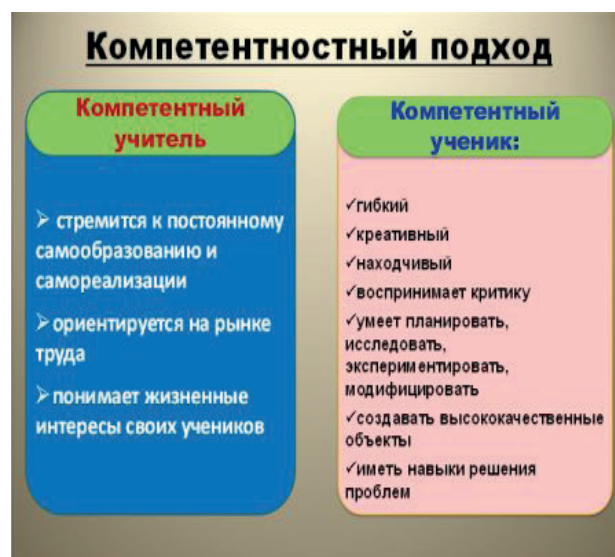 Компетентностный подход
Компетентный
учитель
➢ стремится к постоянному
самообразованию и
самореализации
➢ориентируется на рынке
труда
➢понимает жизненные
интересы своих учеников
Компетентный
ученик:
✓гибкий
✓креативный
✓находчивый
✓воспринимает критику
✓умеет планировать,
исследовать,
экспериментировать,
модифицировать
✓создавать высококачественные
объекты
✓иметь навыки решения
проблем